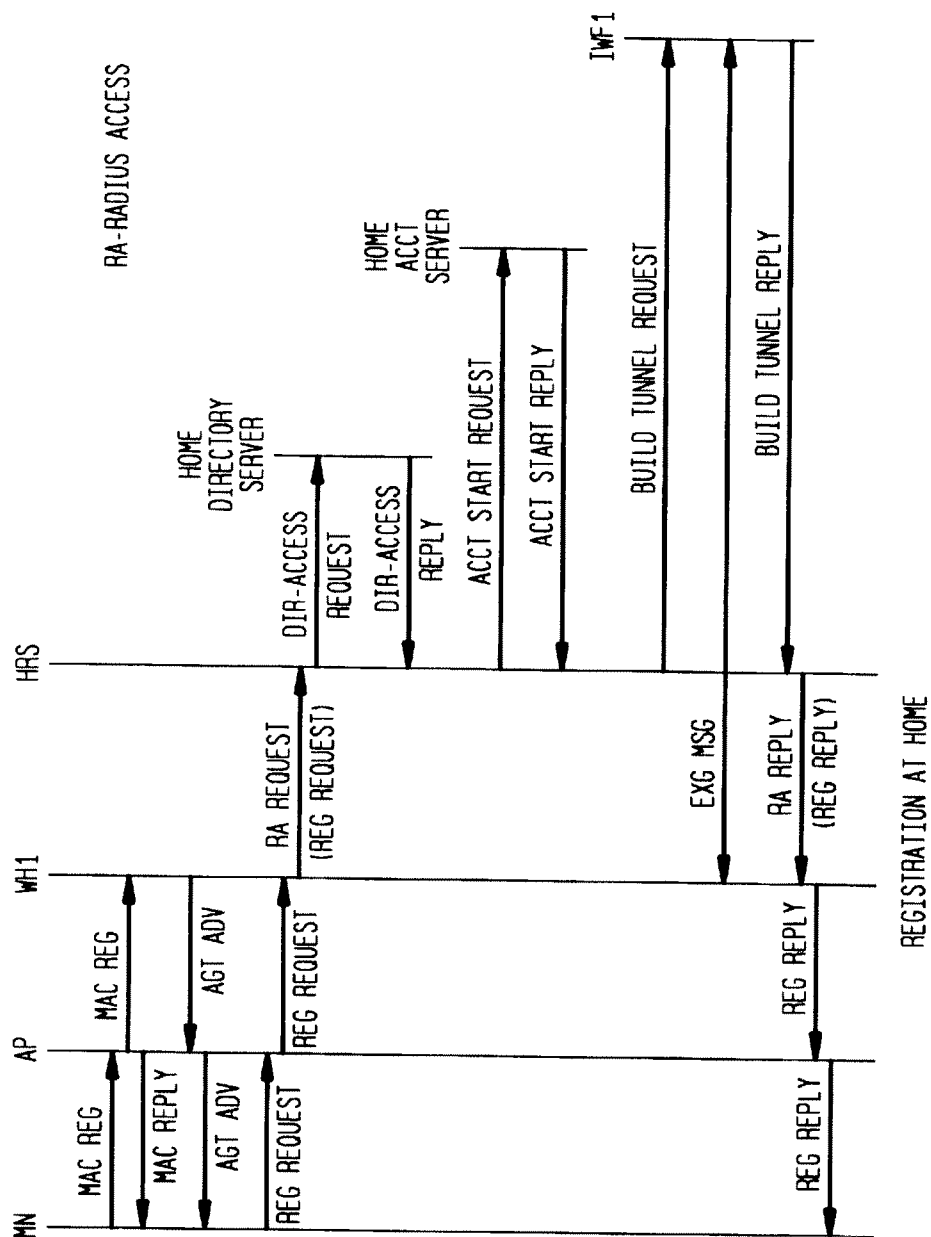 RA-RADIUS ACCESS
MN
AP
WH1
HRS
HOME
DIRECTORY
SERVER
HOME
ACCT
SERVER
IWF1
MAC REG
MAC REG
MAC REPLY
AGT ADV
AGT ADV
REG REQUEST
REG REQUEST
RA REQUEST
(REG REQUEST)
DIR-ACCESS
REQUEST
DIR-ACCESS
REPLY
ACCT START REQUEST
ACCT START REPLY
BUILD TUNNEL REQUEST
EXG MSG
BUILD TUNNEL REPLY
RA REPLY
(REG REPLY)
REG REPLY
REG REPLY
REGISTRATION AT HOME